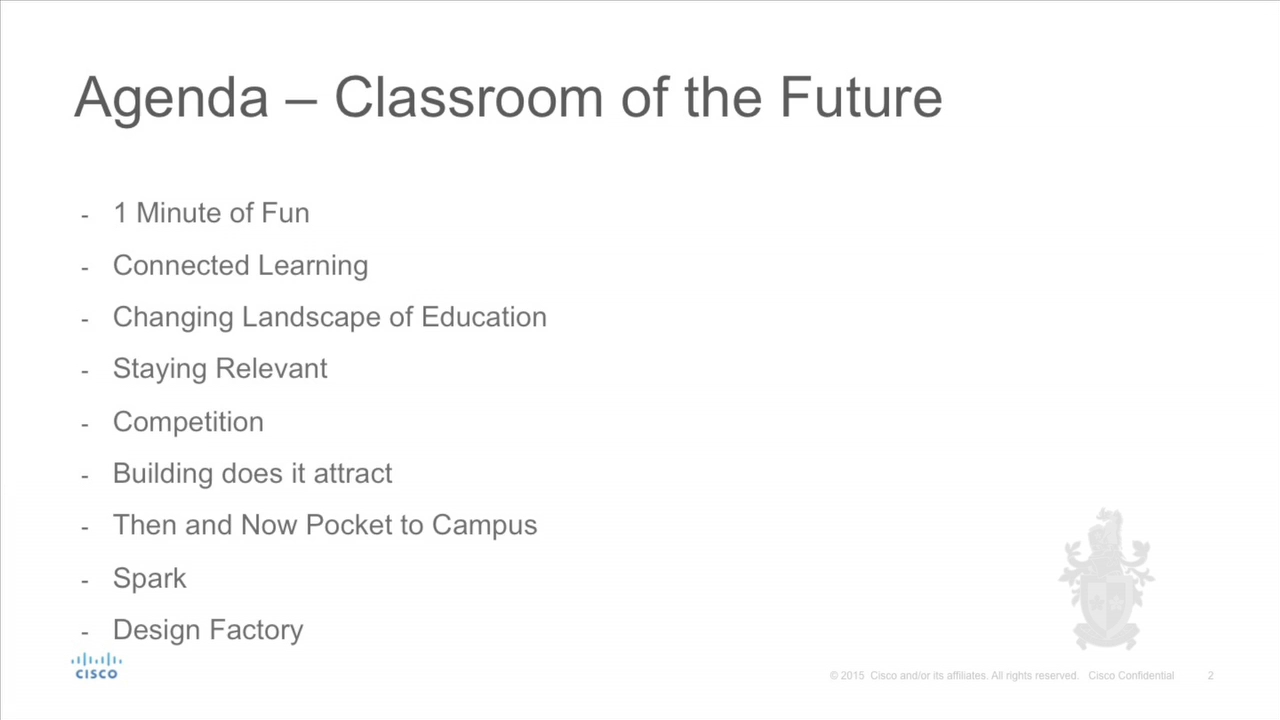 Agenda – Classroom of the Future
- 1 Minute of Fun
- Connected Learning
- Changing Landscape of Education
- Staying Relevant
- Competition
- Building does it attract
- Then and Now Pocket to Campus
- Spark
- Design Factory
CISCO
© 2015 Cisco and/or its affiliates. All rights reserved. Cisco Confidential 2